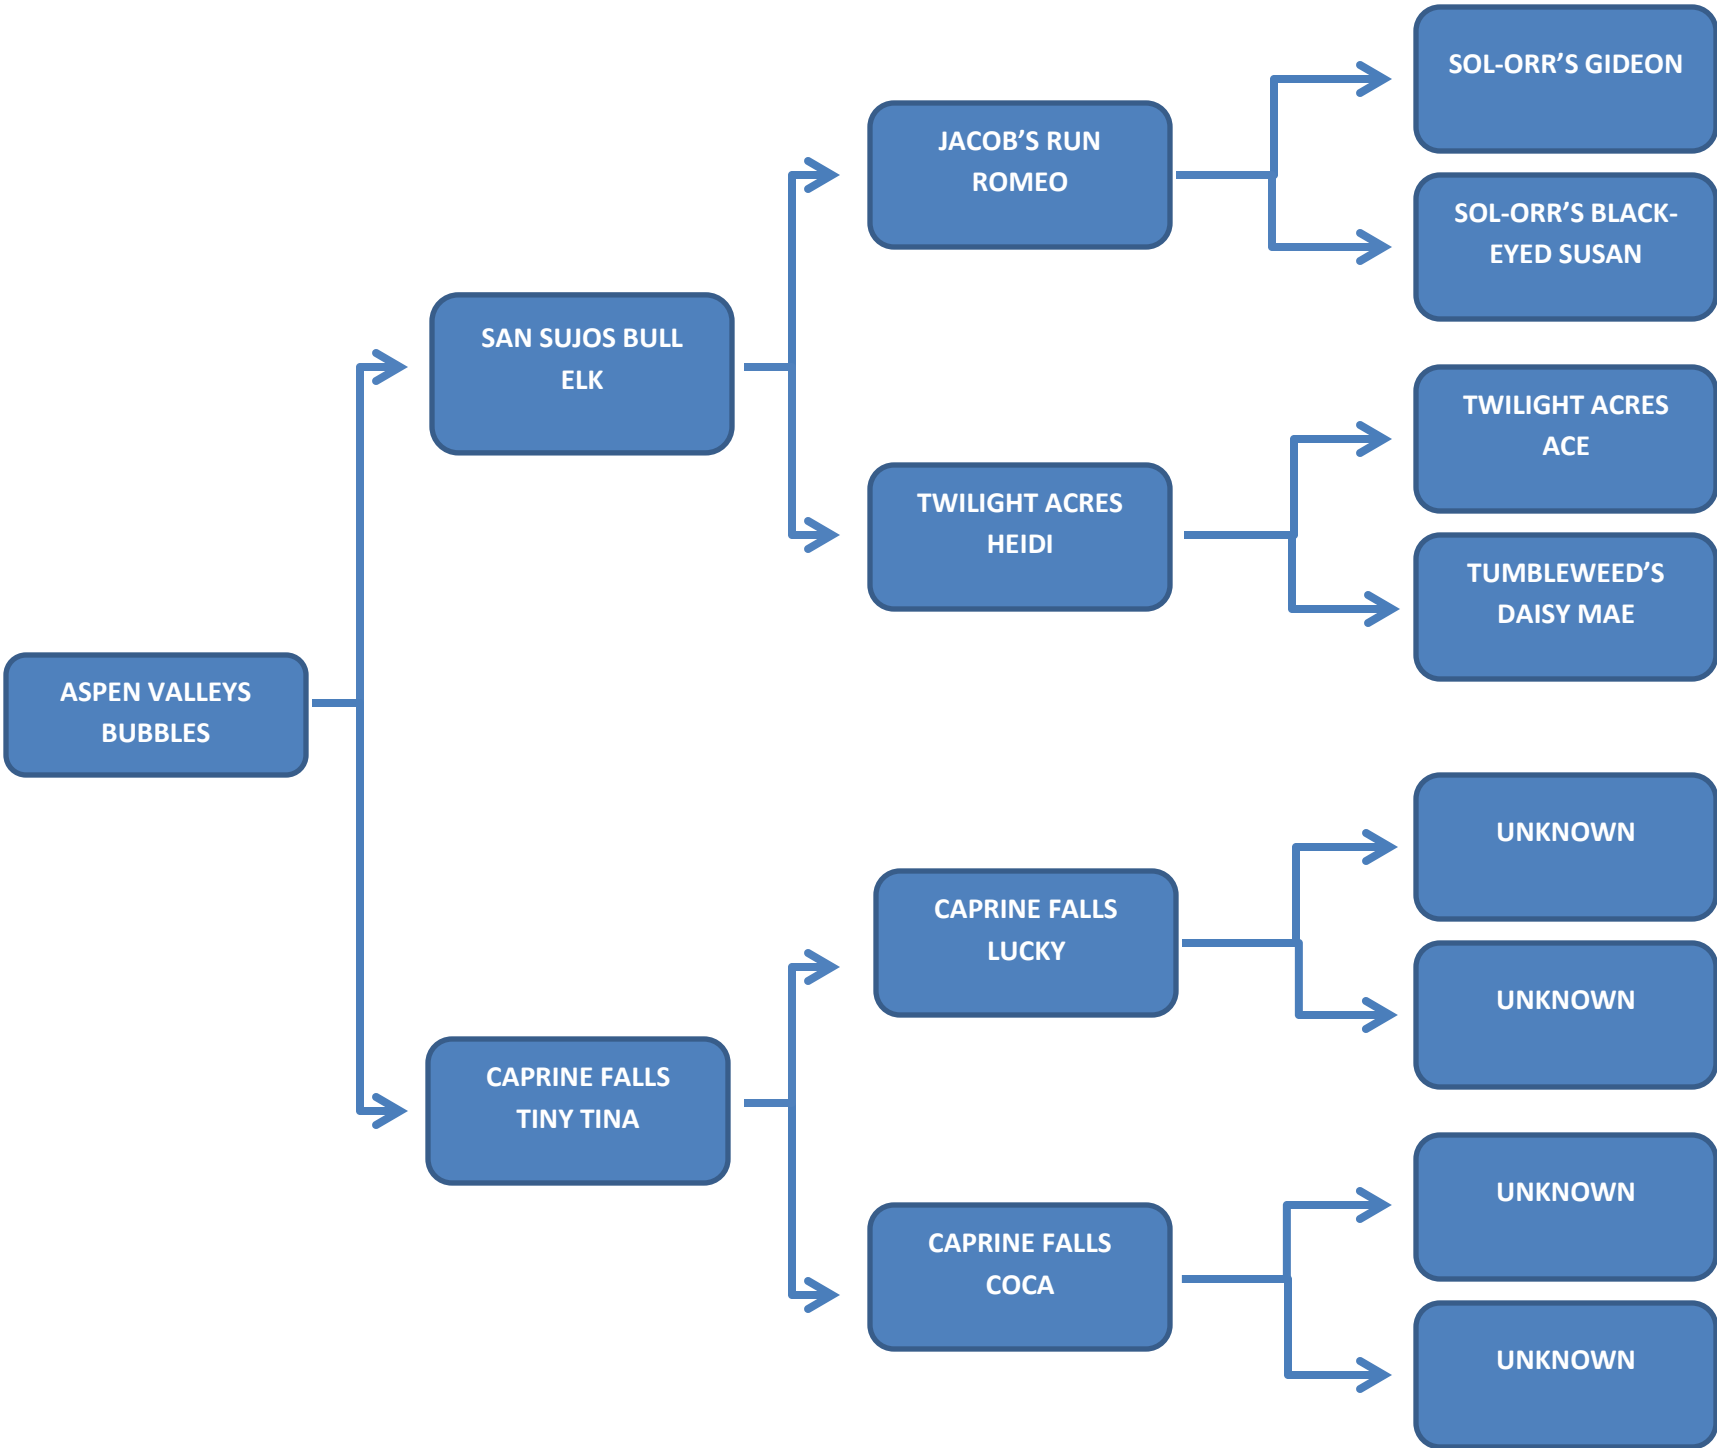 SOL-ORR’S GIDEON
JACOB’S RUN
ROMEO
SOL-ORR’S BLACK-
EYED SUSAN
SAN SUJOS BULL
ELK
TWILIGHT ACRES
ACE
TWILIGHT ACRES
HEIDI
TUMBLEWEED’S
DAISY MAE
ASPEN VALLEYS
BUBBLES
UNKNOWN
CAPRINE FALLS
LUCKY
UNKNOWN
CAPRINE FALLS
TINY TINA
UNKNOWN
CAPRINE FALLS
COCA
UNKNOWN